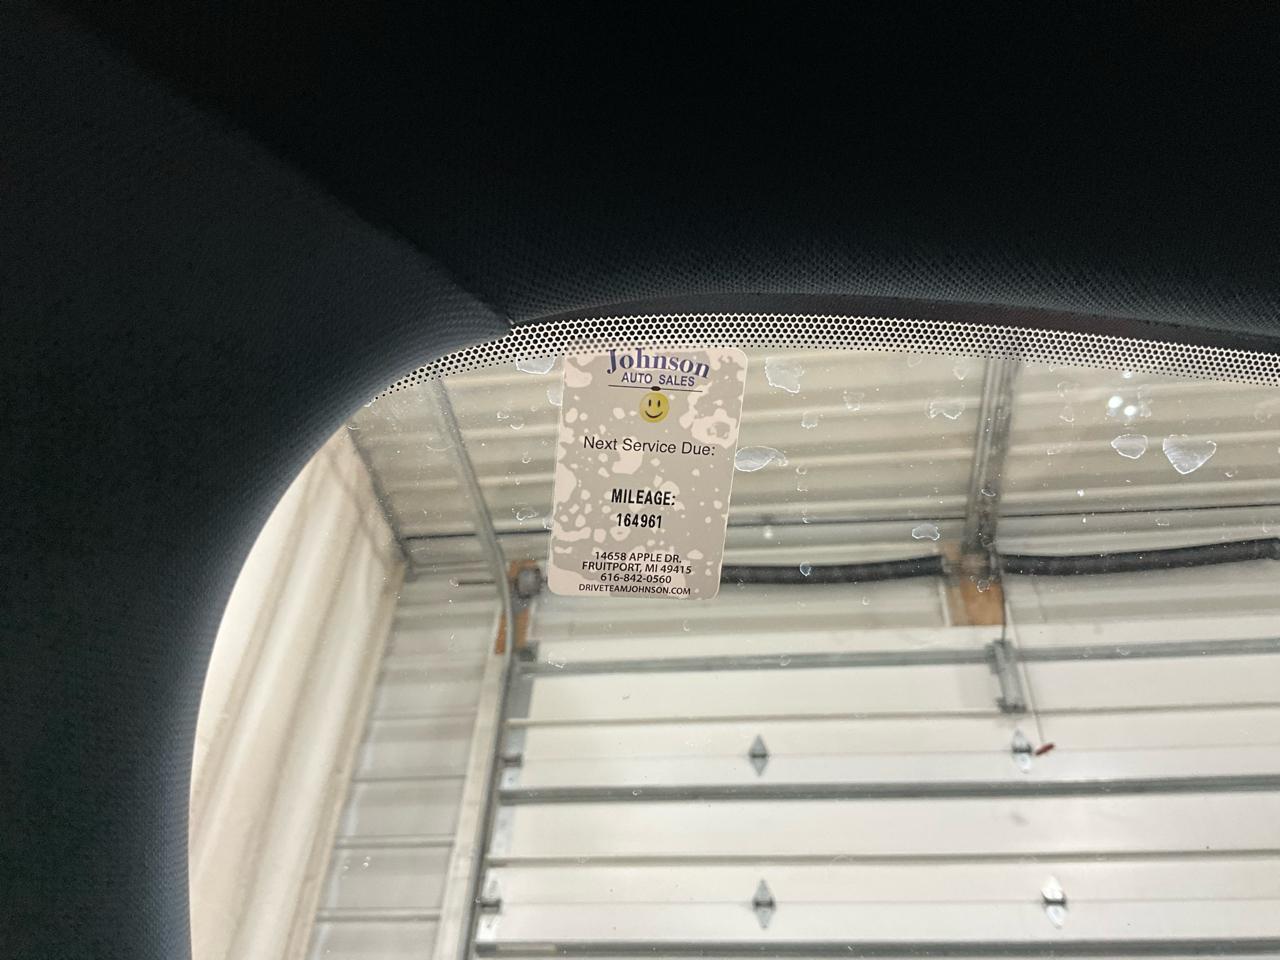 Johnson
AUTO SALES
Next Service Due:
MILEAGE:
164961
14658 APPLE DR.
FRUITPORT, MI 49415
616-842-0560
DRIVETEAMJOHNSON.COM